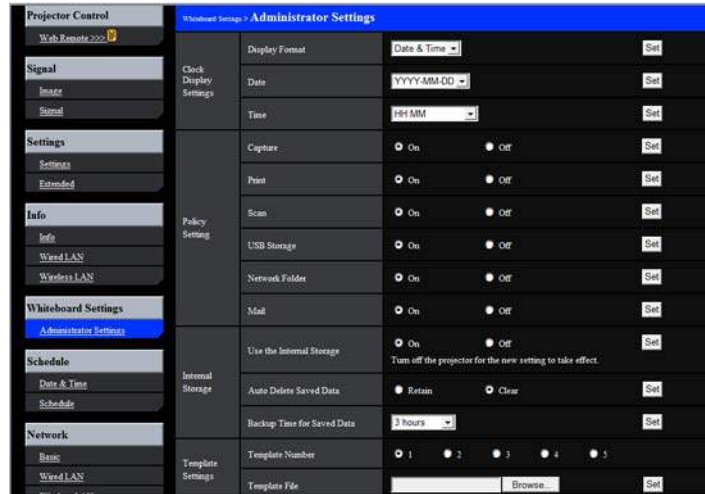 Projector Control
Web Remote >>>
Signal
Image
Signal
Settings
Settings
Extended
Info
Info
Wired LAN
Wireless LAN
Whiteboard Settings
Administrator Settings
Schedule
Date & Time
Schedule
Network
Basic
Wired LAN
Whiteboard Settings > Administrator Settings
Clock
Display
Settings
Display Format Date & Time Set
Date YYYY-MM-DD Set
Time HH:MM Set
Policy
Setting
Capture On Off Set
Print On Off Set
Scan On Off Set
USB Storage On Off Set
Network Folder On Off Set
Mail On Off Set
Internal
Storage
Use the Internal Storage On Off Set
Turn off the projector for the new setting to take effect.
Auto Delete Saved Data Retain Clear Set
Backup Time for Saved Data 3 hours Set
Template
Settings
Template Number 1 2 3 4 5
Template File Browse... Set